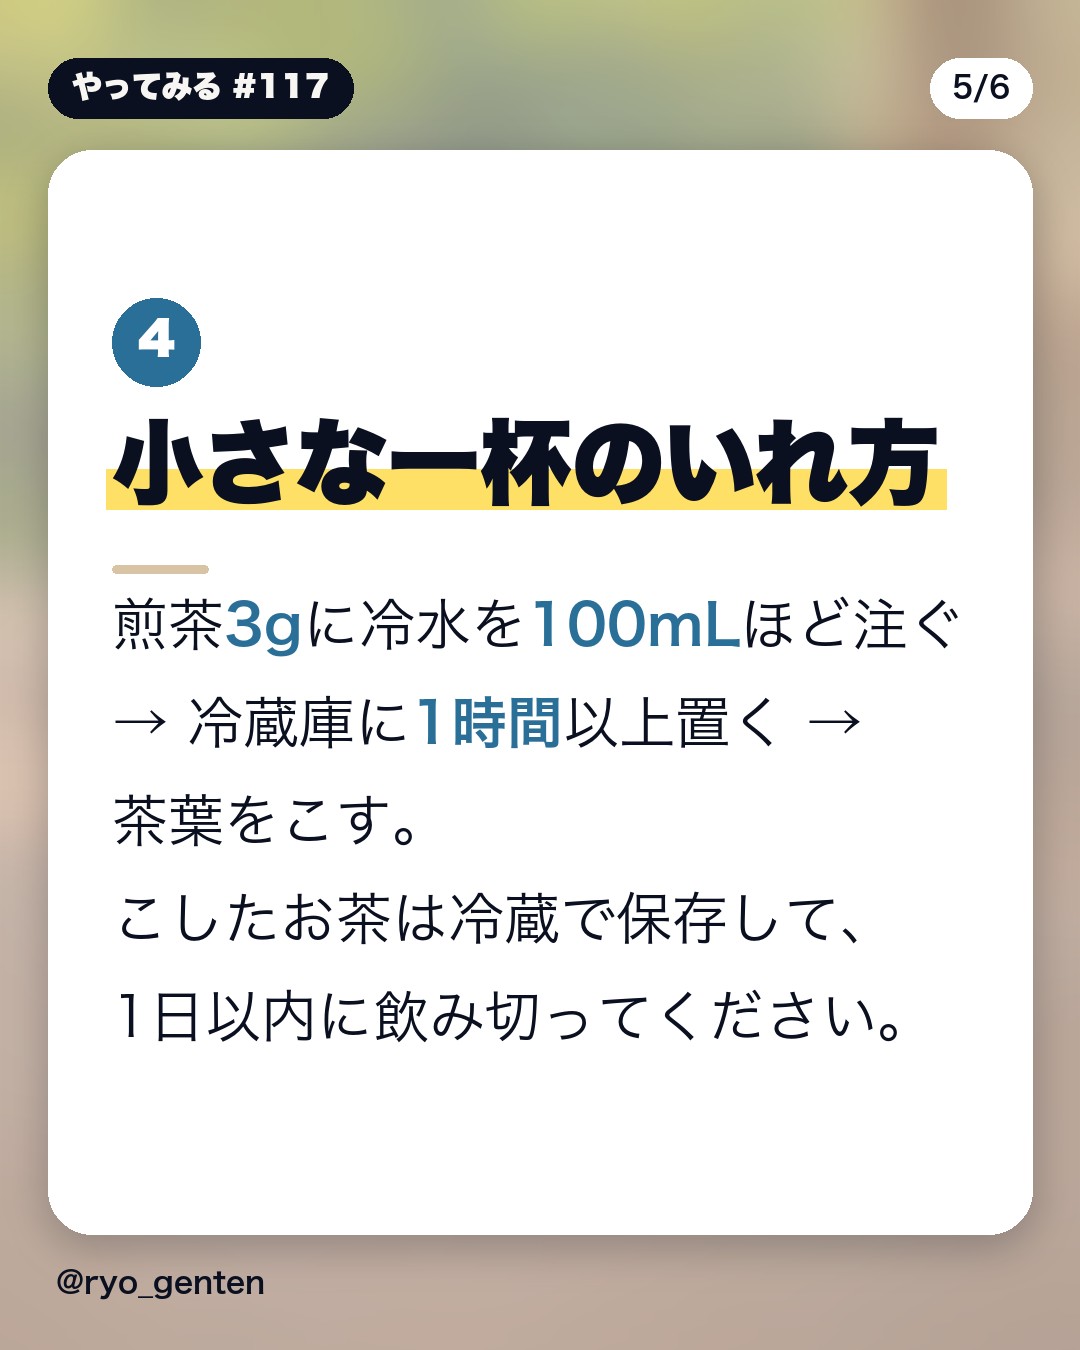 やってみる #117
5/6
4
小さな一杯のいれ方
煎茶3gに冷水を100mLほど注ぐ
→ 冷蔵庫に1時間以上置く →
茶葉をこす。
こしたお茶は冷蔵で保存して、
1日以内に飲み切ってください。
@ryo_genten